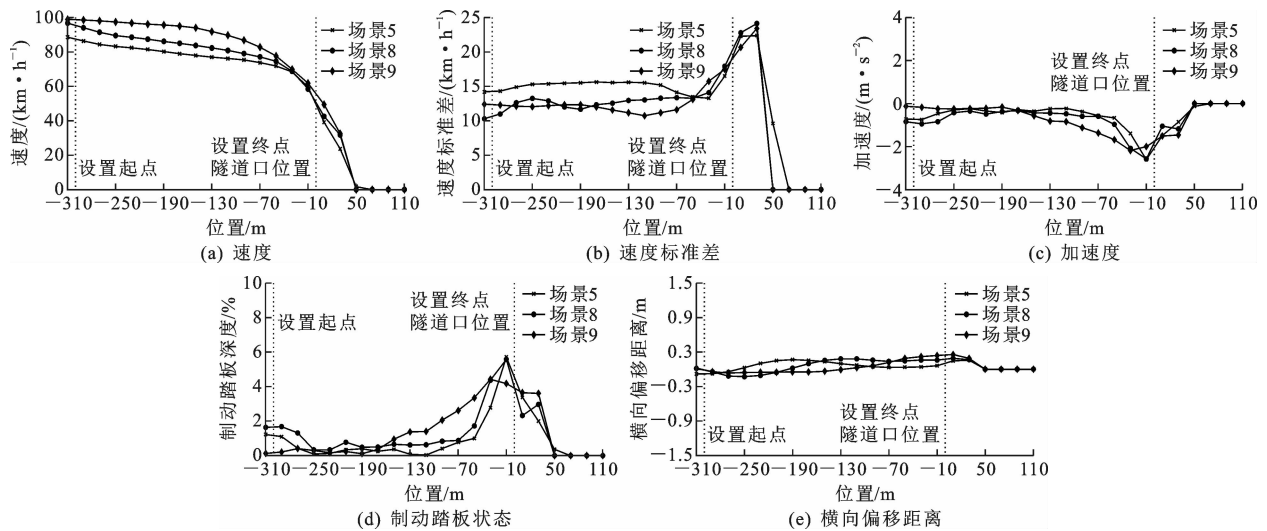 100
80
60
40
20
0
速度/(km·h⁻¹)
场景5
场景8
场景9
设置起点
设置终点
隧道口位置
-310 -250 -190 -130 -70 -10 50 110
位置/m
(a) 速度
25
20
15
10
5
0
速度标准差/(km·h⁻¹)
场景5
场景8
场景9
设置起点
设置终点
隧道口位置
-310 -250 -190 -130 -70 -10 50 110
位置/m
(b) 速度标准差
4
2
0
-2
-4
加速度/(m·s⁻²)
场景5
场景8
场景9
设置终点
隧道口位置
设置起点
-310 -250 -190 -130 -70 -10 50 110
位置/m
(c) 加速度
10
8
6
4
2
0
制动踏板深度/%
设置终点
隧道口位置
场景5
场景8
场景9
设置起点
-310 -250 -190 -130 -70 -10 50 110
位置/m
(d) 制动踏板状态
1.5
0.9
0.3
-0.3
-0.9
-1.5
横向偏移距离/m
场景5
场景8
场景9
设置终点
隧道口位置
设置起点
-310 -250 -190 -130 -70 -10 50 110
位置/m
(e) 横向偏移距离